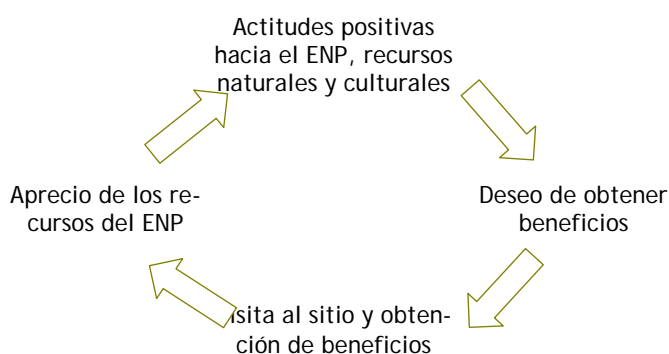 Actitudes positivas
hacia el ENP, recursos
naturales y culturales
Deseo de obtener
beneficios
isita al sitio y obten-
ción de beneficios
Aprecio de los re-
cursos del ENP